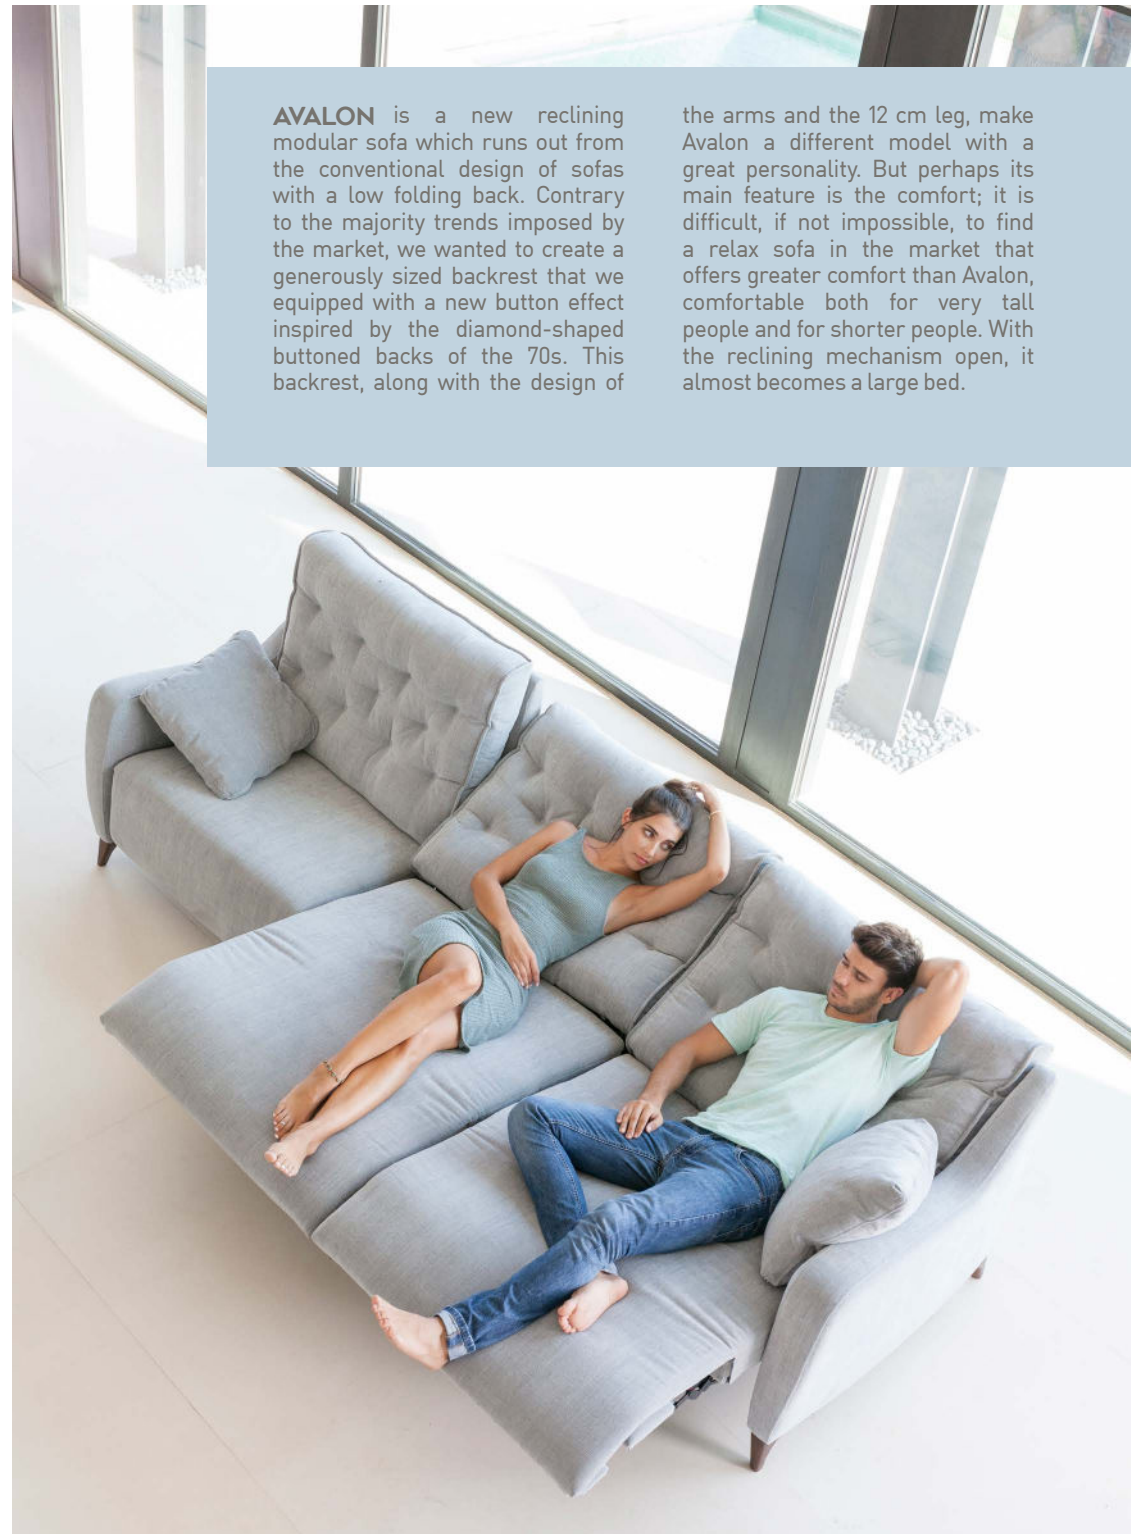 AVALON is a new reclining
modular sofa which runs out from
the conventional design of sofas
with a low folding back. Contrary
to the majority trends imposed by
the market, we wanted to create a
generously sized backrest that we
equipped with a new button effect
inspired by the diamond-shaped
buttoned backs of the 70s. This
backrest, along with the design of
the arms and the 12 cm leg, make
Avalon a different model with a
great personality. But perhaps its
main feature is the comfort; it is
difficult, if not impossible, to find
a relax sofa in the market that
offers greater comfort than Avalon,
comfortable both for very tall
people and for shorter people. With
the reclining mechanism open, it
almost becomes a large bed.